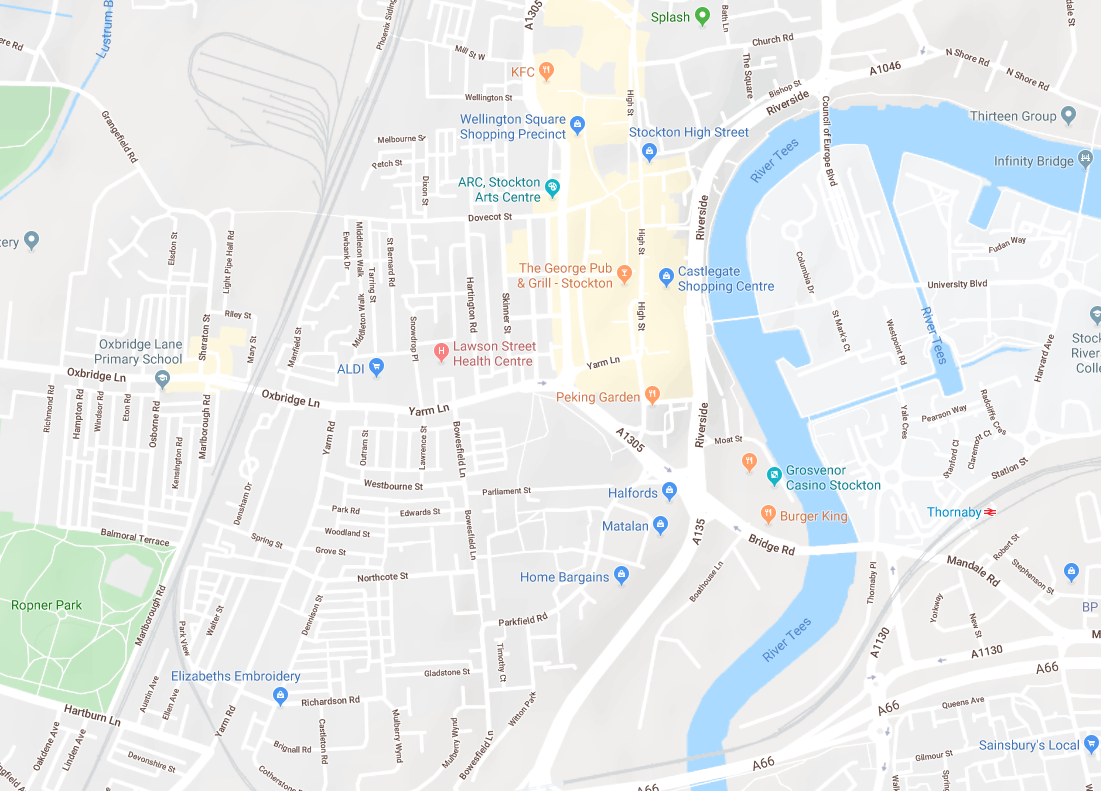 Lustrum B
ere Rd
Phoenix Siding
A1305
Splash
Bath Ln
Church Rd
dale St
Mill St W
The Square
N Shore Rd
N Shore Rd
KFC
A1046
Bishop St
Wellington St
High St
Riverside
Council of Europe Blvd
Thirteen Group
Grangefield Rd
Wellington Square
Shopping Precinct
Stockton High Street
Melbourne St
Petch St
River Tees
Infinity Bridge
ARC, Stockton
Arts Centre
Dixon St
Riverside
Dovecot St
tery
Elsdon St
Light Pipe Hall Rd
Ewbank Dr
Middleton Walk
St Bernard Rd
High St
Fudan Way
Tarring St
The George Pub
& Grill - Stockton
Castlegate
Shopping Centre
Columbia Dr
University Blvd
Hartington Rd
Skinner St
Middleton Walk
Snowdrop Pl
High St
St Mark's Ct
Westpoint Rd
River Tees
Riley St
Sheraton St
Mary St
Manfield St
Oxbridge Lane
Primary School
Lawson Street
Health Centre
Harvard Ave
Stock
River
Colle
ALDI
Yarm Ln
Oxbridge Ln
Oxbridge Ln
Yarm Ln
Peking Garden
Richmond Rd
Hampton Rd
Windsor Rd
Eton Rd
Osborne Rd
Kensington Rd
Marlborough Rd
Yarm Rd
Outram St
Lawrence St
Bowesfield Ln
A1305
Riverside
Moat St
Yale Cres
Pearson Way
Radcliffe Cres
Stanford Cl
Claremont Ct
Station St
Grosvenor
Casino Stockton
Westbourne St
Parliament St
Halfords
Densham Dr
Park Rd
Edwards St
Thornaby
Burger King
Matalan
A135
Bridge Rd
Balmoral Terrace
Spring St
Woodland St
Grove St
Bowesfield Ln
Northcote St
Home Bargains
Boathouse Ln
Thornaby Pl
Mandale Rd
Robert St
Stephenson St
BP
Ropner Park
Marlborough Rd
Walter St
Park View
Dennison St
Parkfield Rd
River Tees
Yorkway
New St
A1130
A1130
M
Timothy Ct
A66
Elizabeths Embroidery
Gladstone St
Austin Ave
Ellen Ave
Richardson Rd
Witton Park
A66
Queens Ave
Hartburn Ln
Yarm Rd
Castleton Rd
Mulberry Wynd
Mulberry Wynd
Oakdene Ave
Linden Ave
Brignall Rd
Bowesfield Ln
Sainsbury's Local
Devonshire St
Gilmour St
Cotherstone
A66
A66
Walk
Spring
ngfield Av